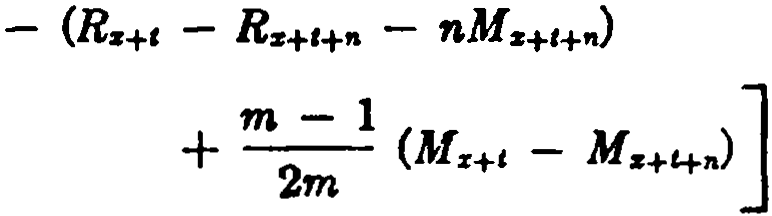 − (R_{x+t} − R_{x+t+n} − nM_{x+t+n})
+ \frac{m − 1}{2m} (M_{x+t} − M_{x+t+n}) ]